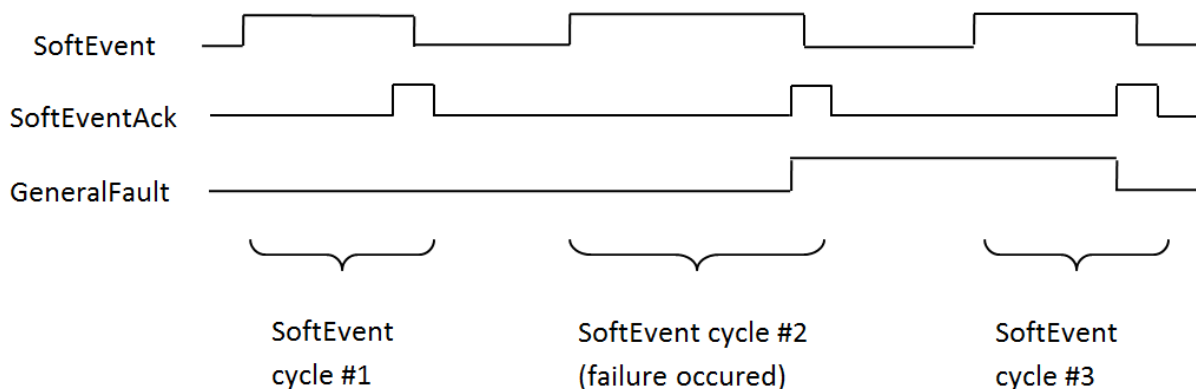 SoftEvent
SoftEventAck
GeneralFault
SoftEvent
cycle #1
SoftEvent cycle #2
(failure occured)
SoftEvent
cycle #3